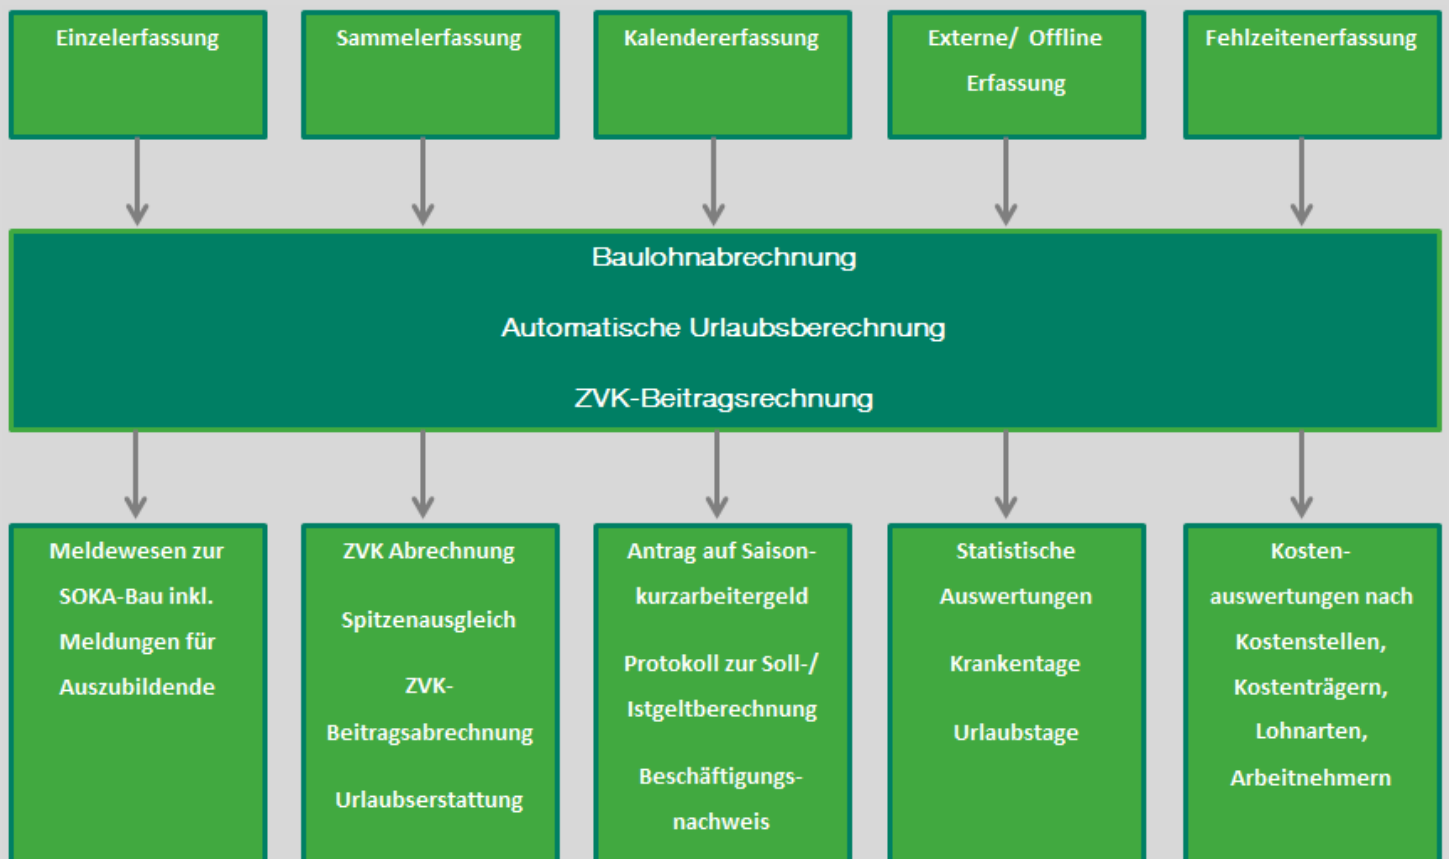 Einzelerfassung
Sammelerfassung
Kalendererfassung
Externe/ Offline
Erfassung
Fehlzeitenerfassung
Baulohnabrechnung
Automatische Urlaubsberechnung
ZVK-Beitragsrechnung
Meldewesen zur
SOKA-Bau inkl.
Meldungen für
Auszubildende
ZVK Abrechnung
Spitzenausgleich
ZVK-
Beitragsabrechnung
Urlaubserstattung
Antrag auf Saison-
kurzarbeitergeld
Protokoll zur Soll-/
Istgeltberechnung
Beschäftigungs-
nachweis
Statistische
Auswertungen
Krankentage
Urlaubstage
Kosten-
auswertungen nach
Kostenstellen,
Kostenträgern,
Lohnarten,
Arbeitnehmern